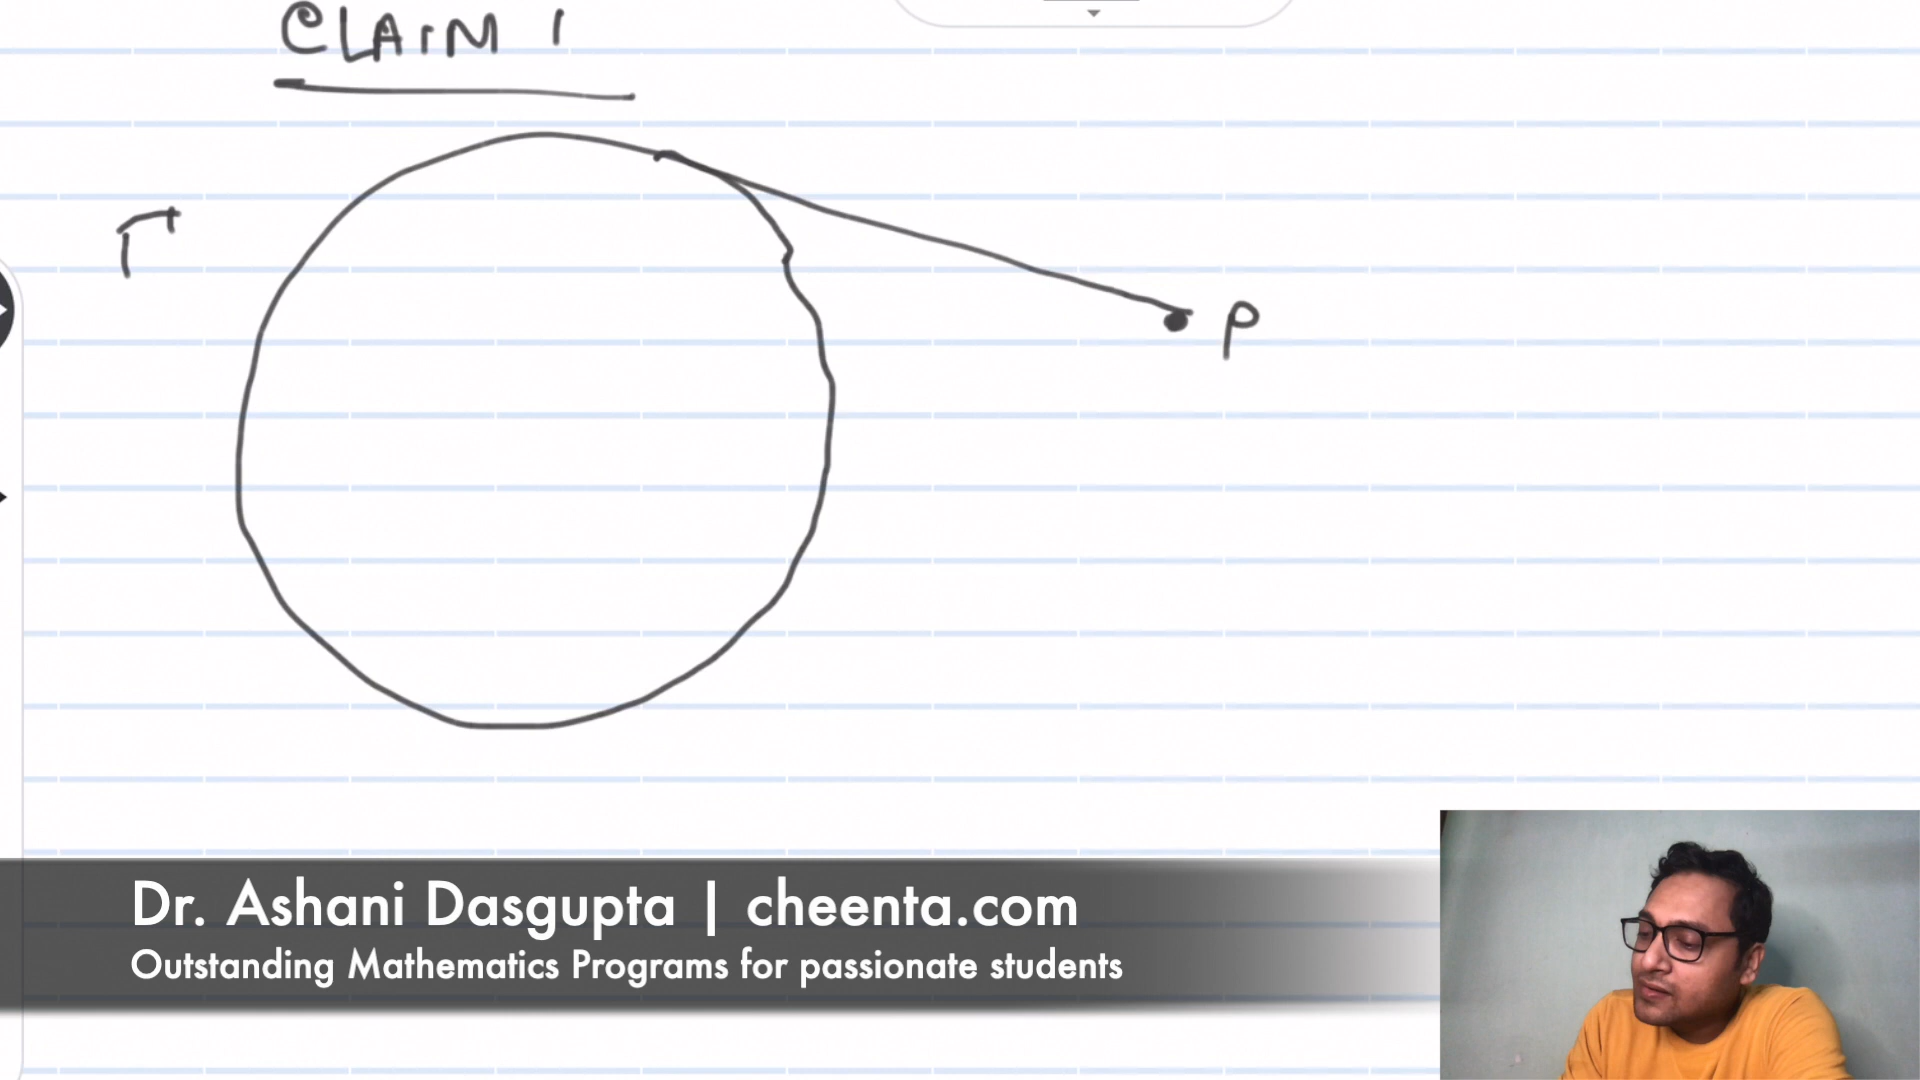 CLAIM 1
Γ
P
Dr. Ashani Dasgupta | cheenta.com
Outstanding Mathematics Programs for passionate students